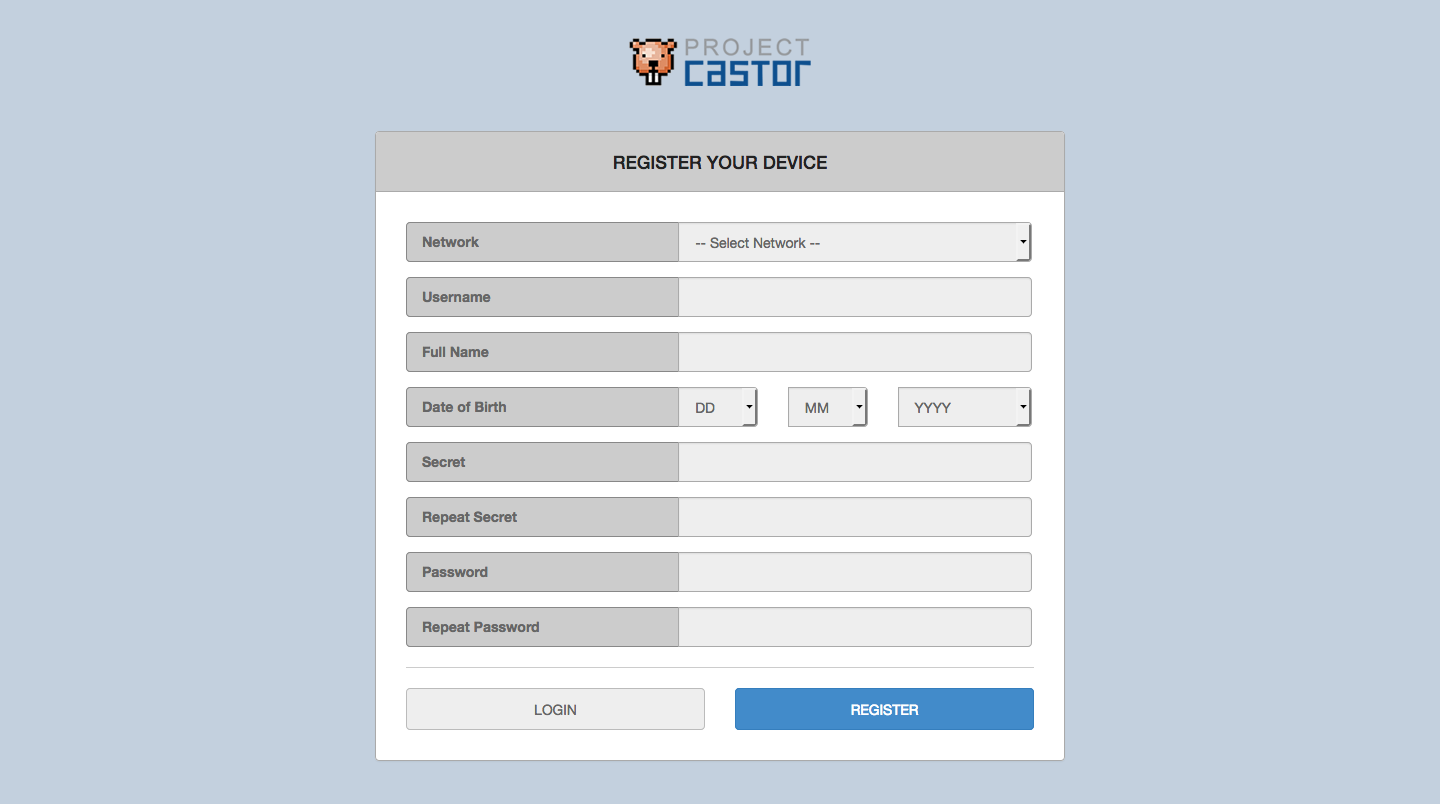 PROJECT
castor
REGISTER YOUR DEVICE
Network
-- Select Network --
Username
Full Name
Date of Birth
DD
MM
YYYY
Secret
Repeat Secret
Password
Repeat Password
LOGIN
REGISTER